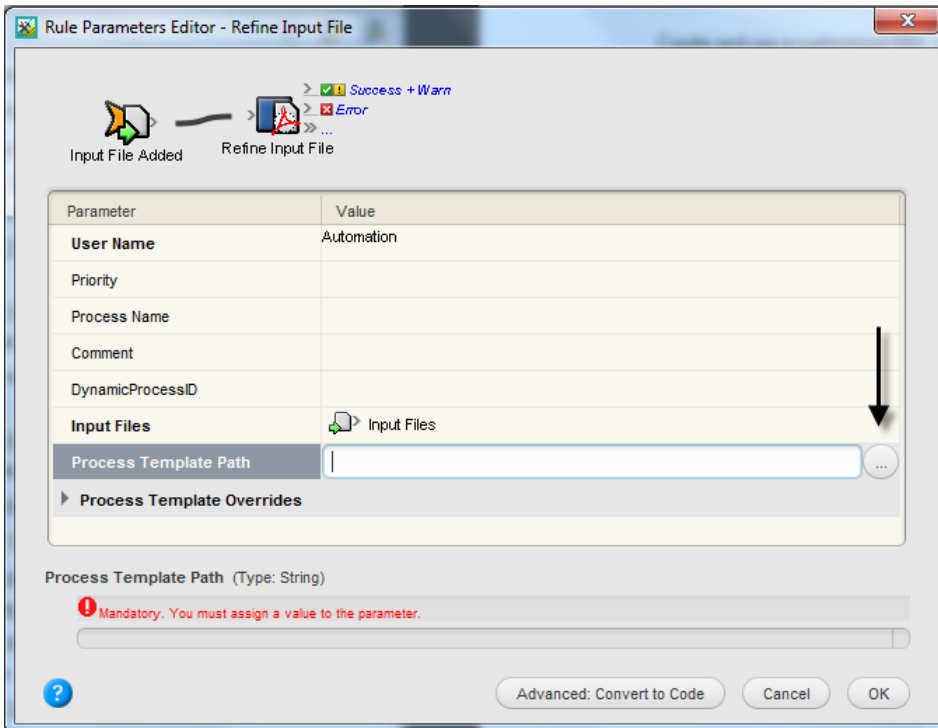 Rule Parameters Editor - Refine Input File
Success + Warn
Error
...
Input File Added
Refine Input File
Parameter Value
User Name Automation
Priority
Process Name
Comment
DynamicProcessID
Input Files Input Files
Process Template Path ...
Process Template Overrides
Process Template Path (Type: String)
Mandatory. You must assign a value to the parameter.
? Advanced: Convert to Code Cancel OK